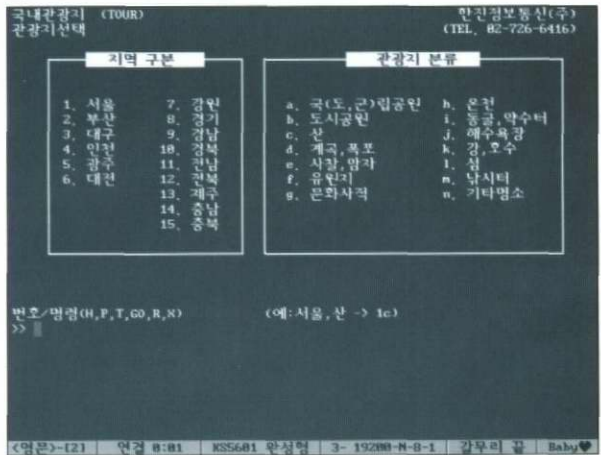 국내관광지 (TOUR) 한진정보통신(주)
관광지선택 (TEL. 02-726-6416)
지역 구분 관광지 분류
1. 서울 7. 강원 a. 국(도,군)립공원 h. 온천
2. 부산 8. 경기 b. 도시공원 i. 동굴,약수터
3. 대구 9. 경남 c. 산 j. 해수욕장
4. 인천 10. 경북 d. 계곡,폭포 k. 강,호수
5. 광주 11. 전남 e. 사찰,암자 l. 섬
6. 대전 12. 전북 f. 유원지 m. 낚시터
13. 제주 g. 문화사적 n. 기타명소
14. 충남
15. 충북
번호/명령(H,P,T,GO,R,X) (예:서울,산 -> 1c)
>>
<영문>-[2] 연결 0:01 KS5601 완성형 3- 19200-N-8-1 갈무리 끝 Baby♥